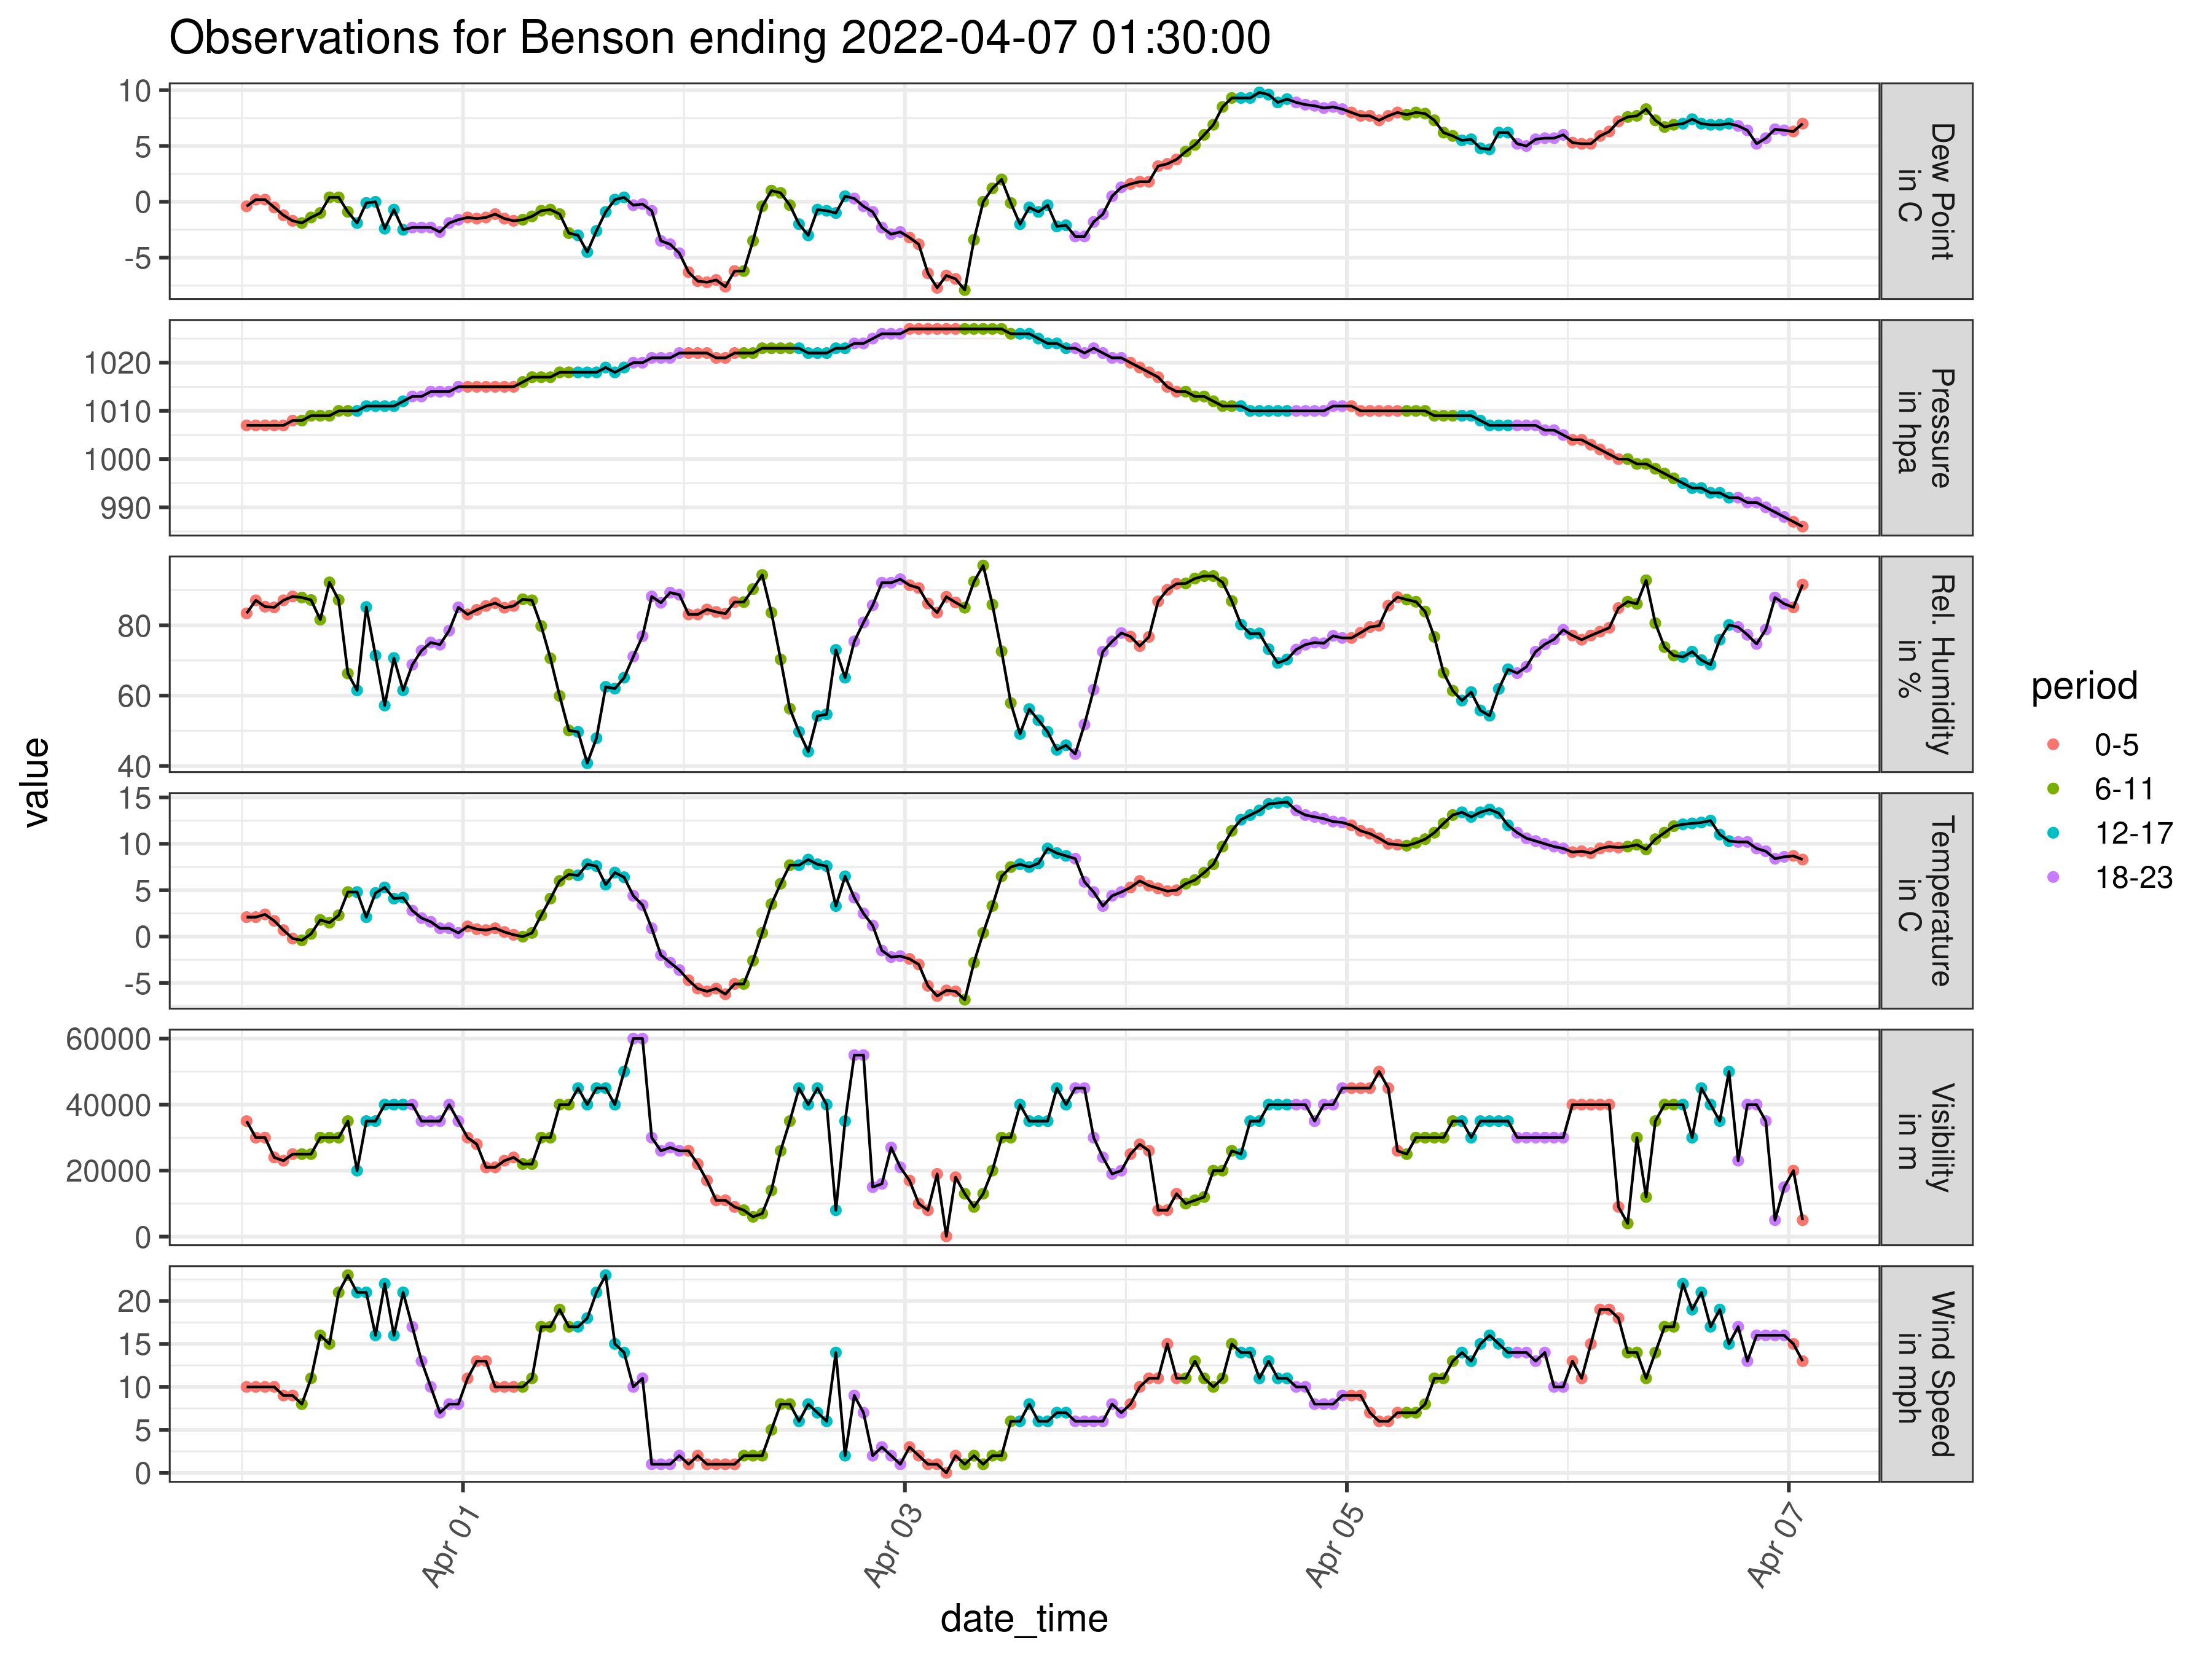 Observations for Benson ending 2022-04-07 01:30:00
value
10
5
0
-5
Dew Point
in C
1020
1010
1000
990
Pressure
in hpa
80
60
40
Rel. Humidity
in %
15
10
5
0
-5
Temperature
in C
60000
40000
20000
0
Visibility
in m
20
15
10
5
0
Wind Speed
in mph
Apr 01
Apr 03
Apr 05
Apr 07
date_time
period
0-5
6-11
12-17
18-23